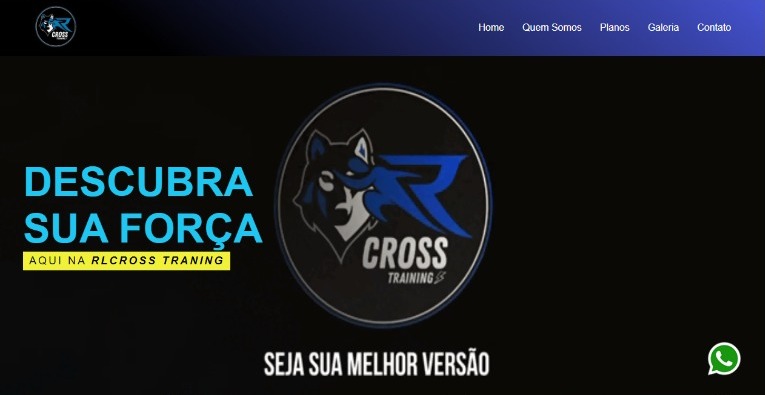 CROSS
TRAINING
Home Quem Somos Planos Galeria Contato
DESCUBRA
SUA FORÇA
AQUI NA RLCROSS TRANING
R
CROSS
TRAINING
SEJA SUA MELHOR VERSÃO